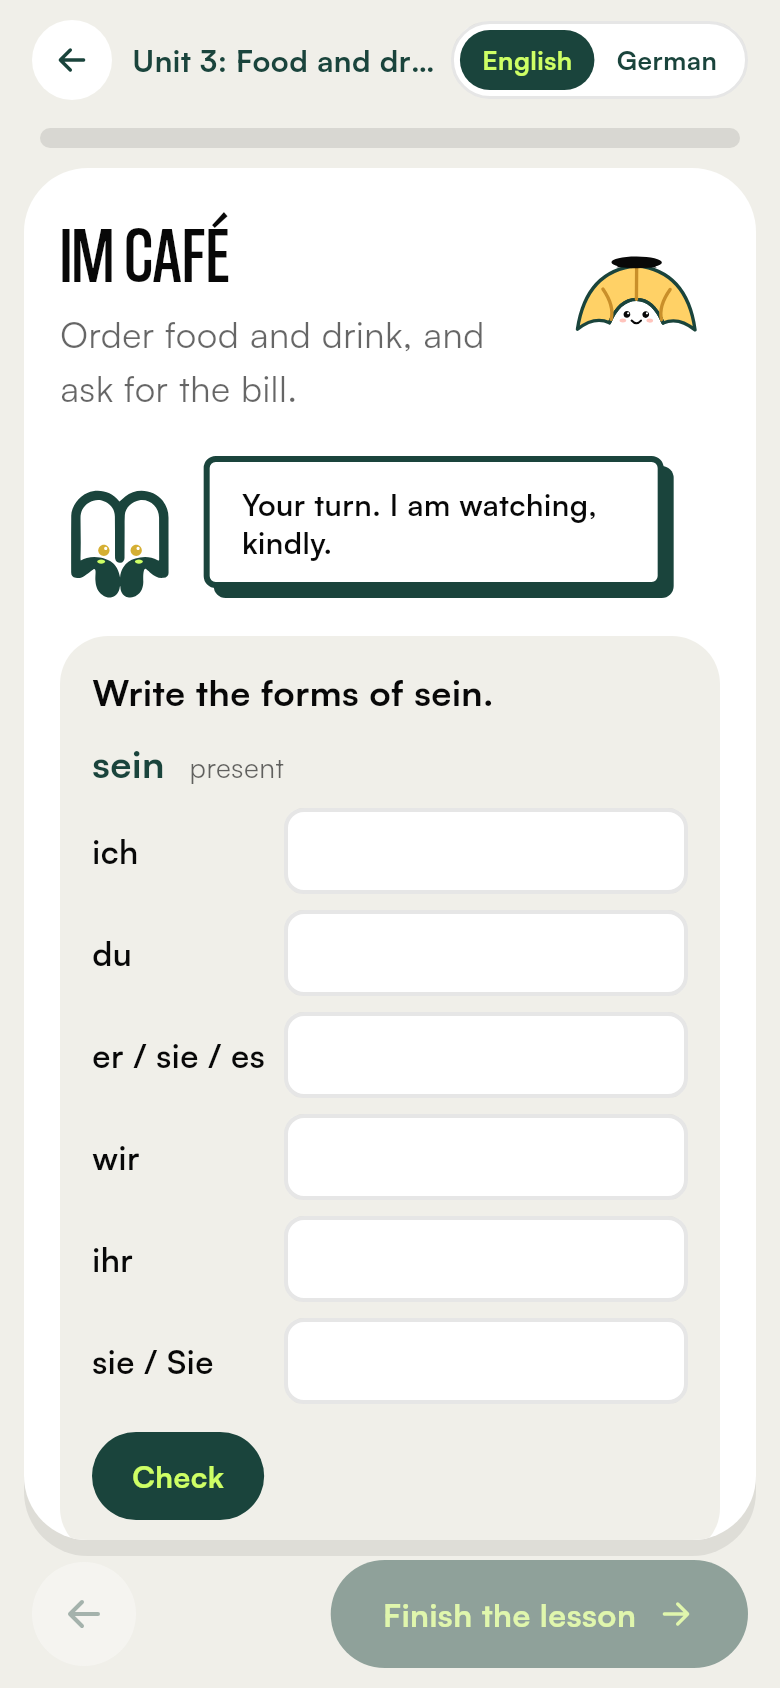 Unit 3: Food and dr...
English
German
IM CAFÉ
Order food and drink, and
ask for the bill.
Your turn. I am watching,
kindly.
Write the forms of sein.
sein present
ich
du
er / sie / es
wir
ihr
sie / Sie
Check
Finish the lesson